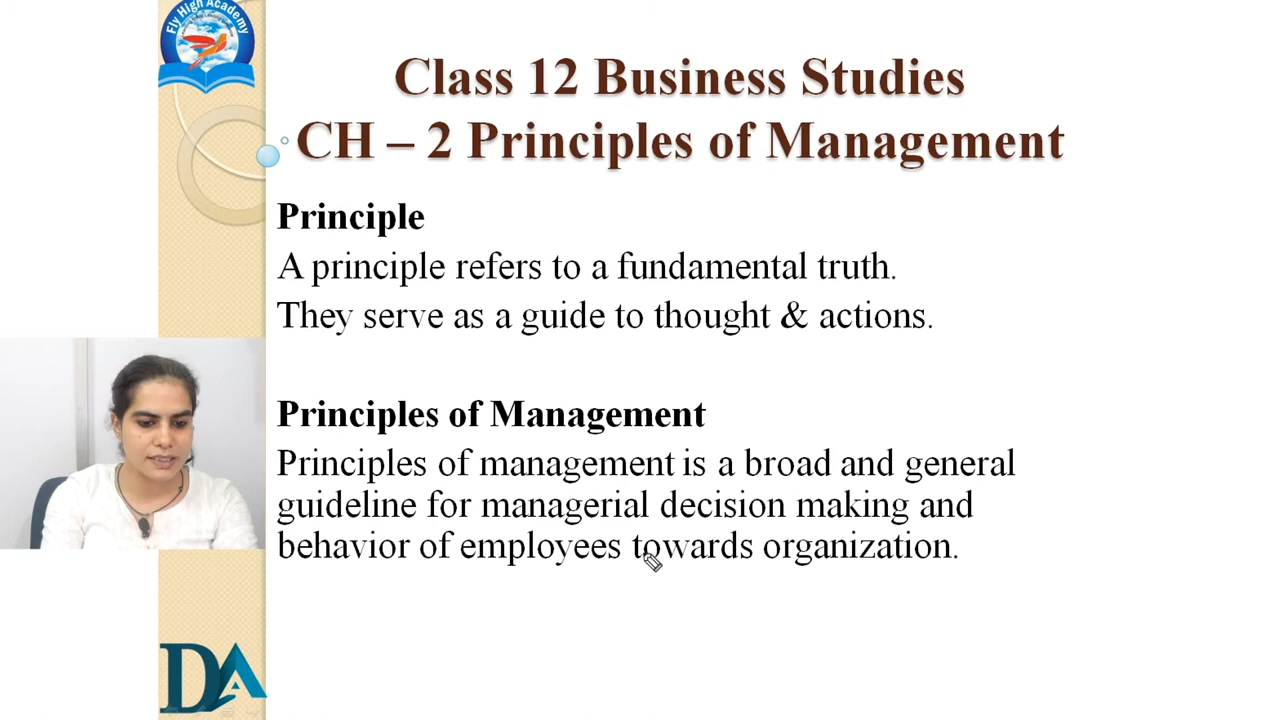 Fly High Academy
Class 12 Business Studies
CH – 2 Principles of Management
Principle
A principle refers to a fundamental truth.
They serve as a guide to thought & actions.
Principles of Management
Principles of management is a broad and general
guideline for managerial decision making and
behavior of employees towards organization.
DA